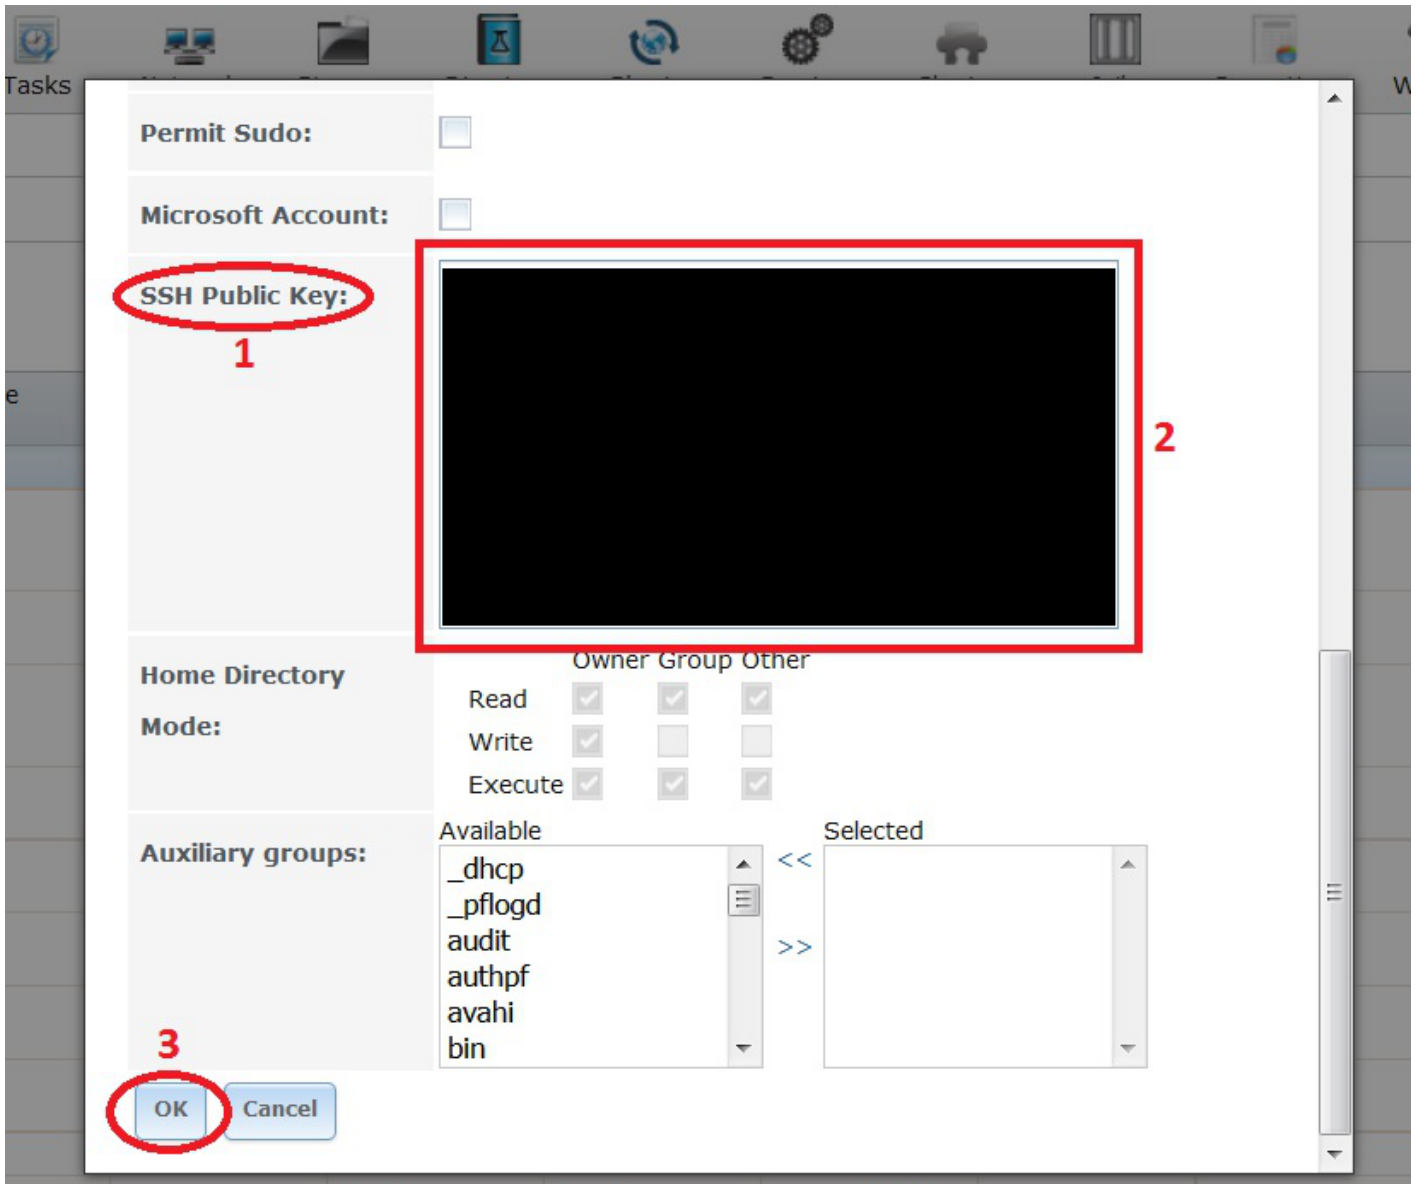 Tasks
W
Permit Sudo:
Microsoft Account:
SSH Public Key:
1
e
2
Home Directory
Mode:
Owner Group Other
Read
Write
Execute
Auxiliary groups:
Available
Selected
_dhcp
<<
_pflogd
audit
>>
authpf
avahi
bin
3
OK
Cancel